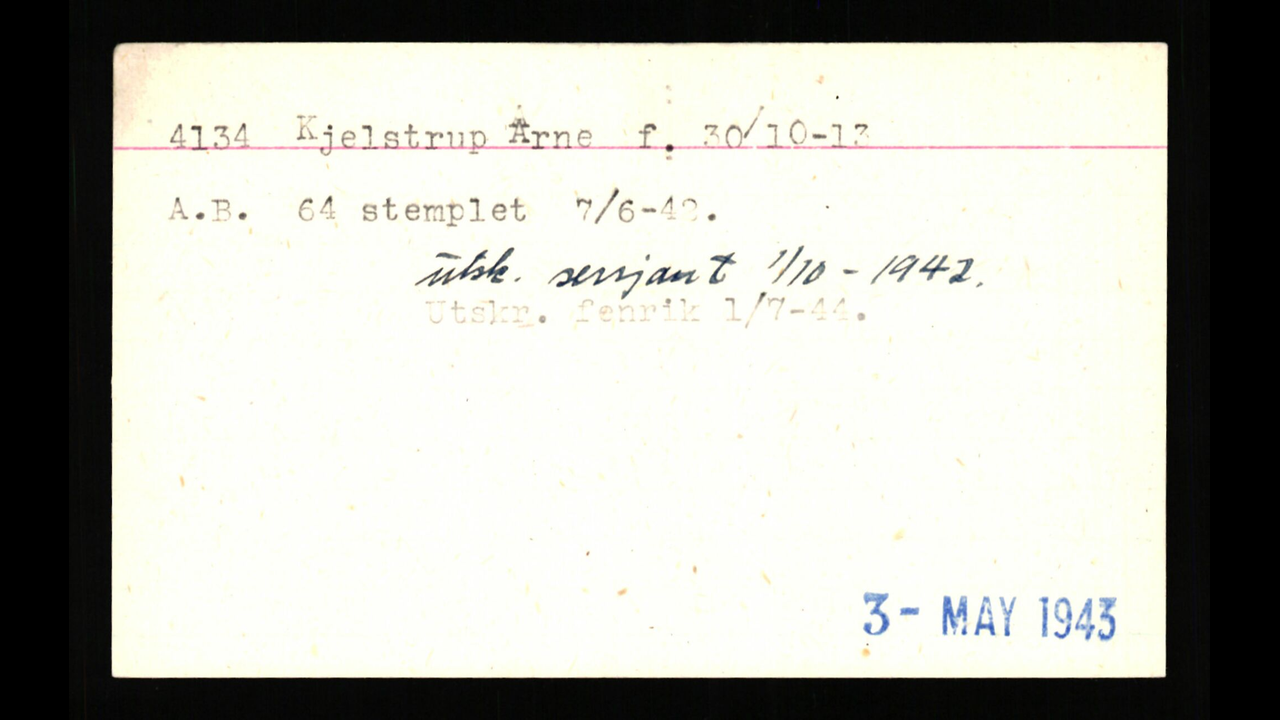 4134 Kjelstrup Arne f. 30/10-13
A.B. 64 stemplet 7/6-42.
utsk. sersjant 1/10 - 1942.
Utskr. fenrik 1/7-44.
3 - MAY 1943